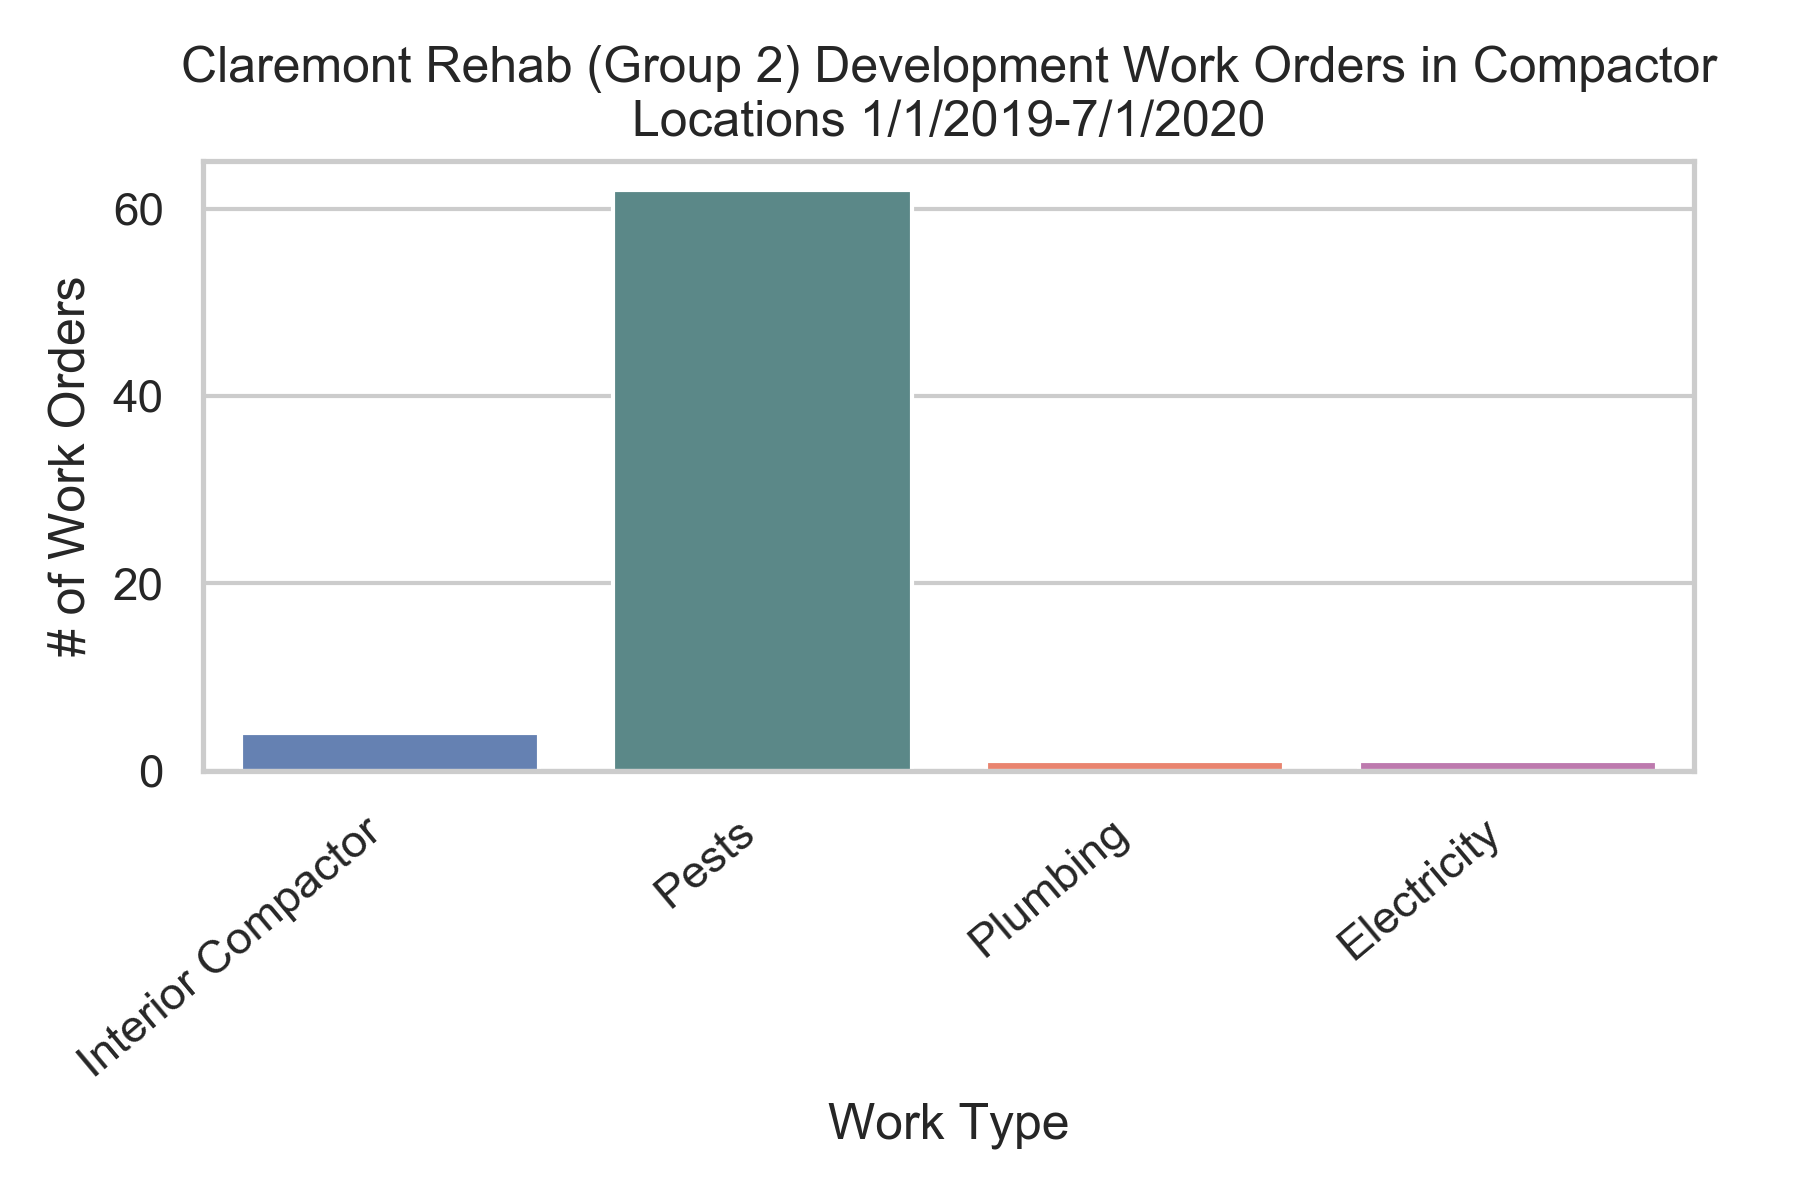 Claremont Rehab (Group 2) Development Work Orders in Compactor
Locations 1/1/2019-7/1/2020
# of Work Orders
60
40
20
0
Interior Compactor
Pests
Plumbing
Electricity
Work Type